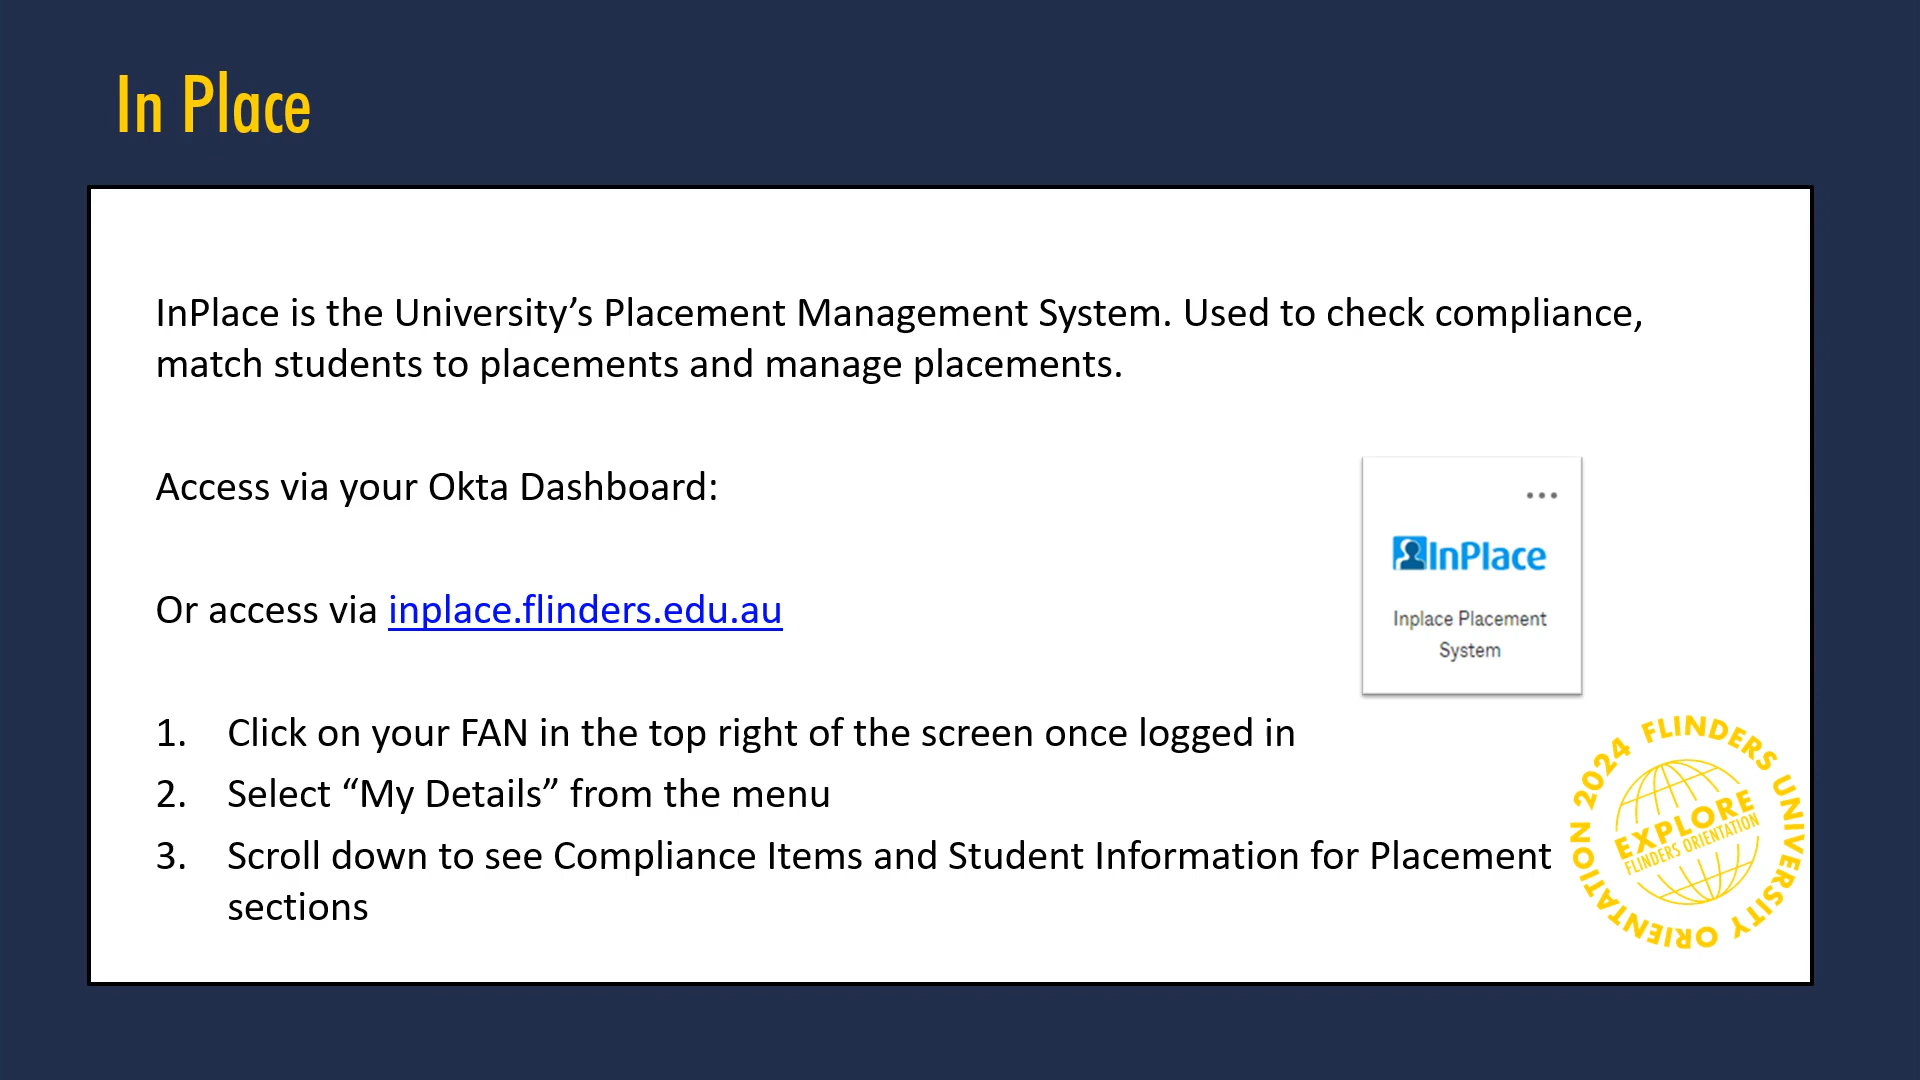 In Place
InPlace is the University’s Placement Management System. Used to check compliance,
match students to placements and manage placements.
Access via your Okta Dashboard:
Or access via inplace.flinders.edu.au
InPlace
Inplace Placement
System
1. Click on your FAN in the top right of the screen once logged in
2. Select “My Details” from the menu
3. Scroll down to see Compliance Items and Student Information for Placement
sections
FLINDERS UNIVERSITY ORIENTATION 2024
EXPLORE
FLINDERS ORIENTATION